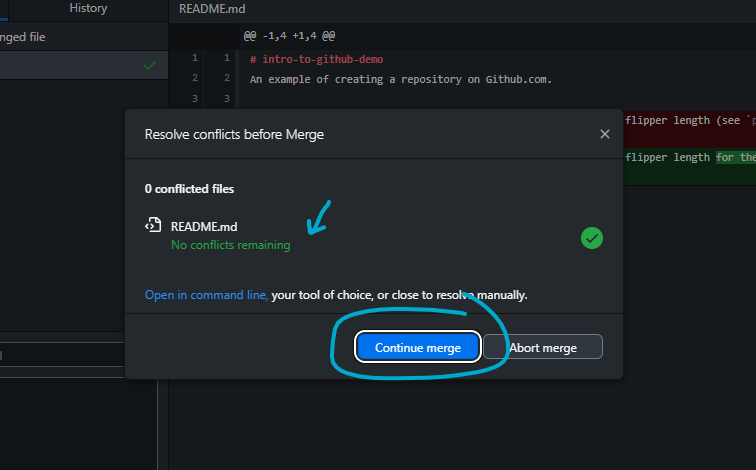 History
README.md
nged file
@@ -1,4 +1,4 @@
1 1 # intro-to-github-demo
2 2 An example of creating a repository on Github.com.
3 3
flipper length (see `p
flipper length for the
Resolve conflicts before Merge
0 conflicted files
README.md
No conflicts remaining
Open in command line, your tool of choice, or close to resolve manually.
Continue merge
Abort merge